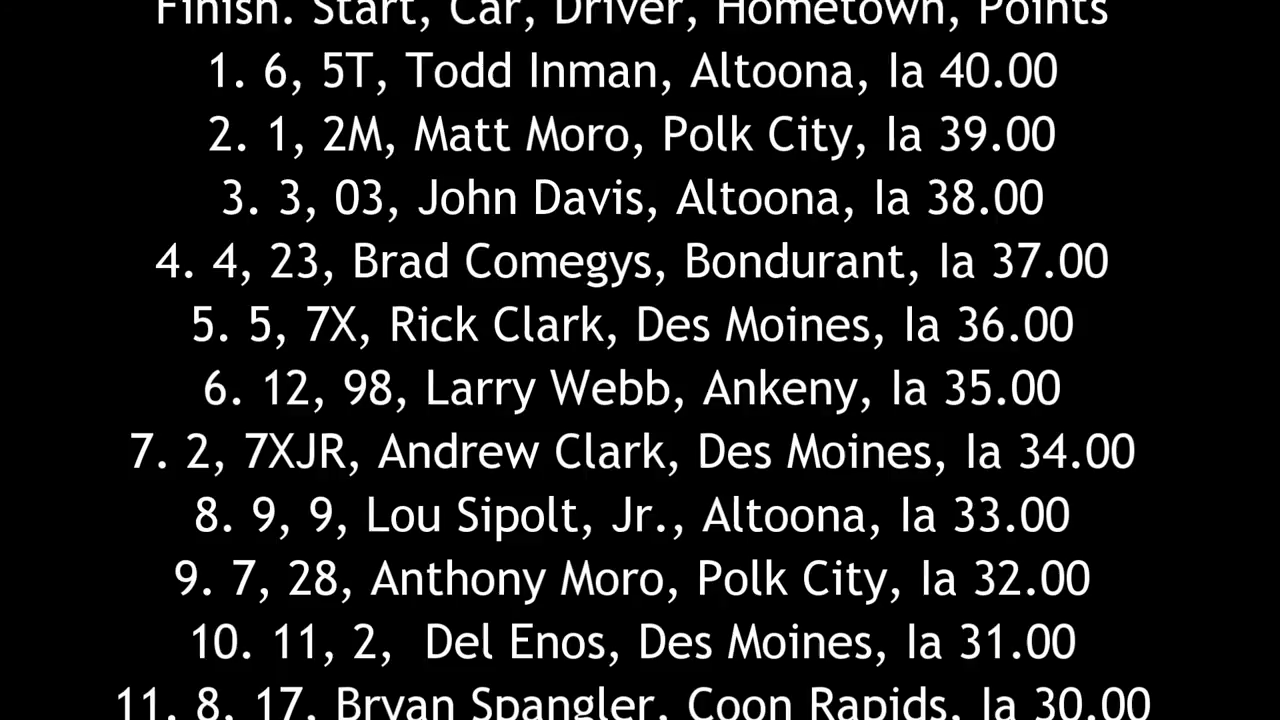 Finish. Start, Car, Driver, Hometown, Points
1. 6, 5T, Todd Inman, Altoona, Ia 40.00
2. 1, 2M, Matt Moro, Polk City, Ia 39.00
3. 3, 03, John Davis, Altoona, Ia 38.00
4. 4, 23, Brad Comegys, Bondurant, Ia 37.00
5. 5, 7X, Rick Clark, Des Moines, Ia 36.00
6. 12, 98, Larry Webb, Ankeny, Ia 35.00
7. 2, 7XJR, Andrew Clark, Des Moines, Ia 34.00
8. 9, 9, Lou Sipolt, Jr., Altoona, Ia 33.00
9. 7, 28, Anthony Moro, Polk City, Ia 32.00
10. 11, 2,  Del Enos, Des Moines, Ia 31.00
11. 8, 17, Bryan Spangler, Coon Rapids, Ia 30.00